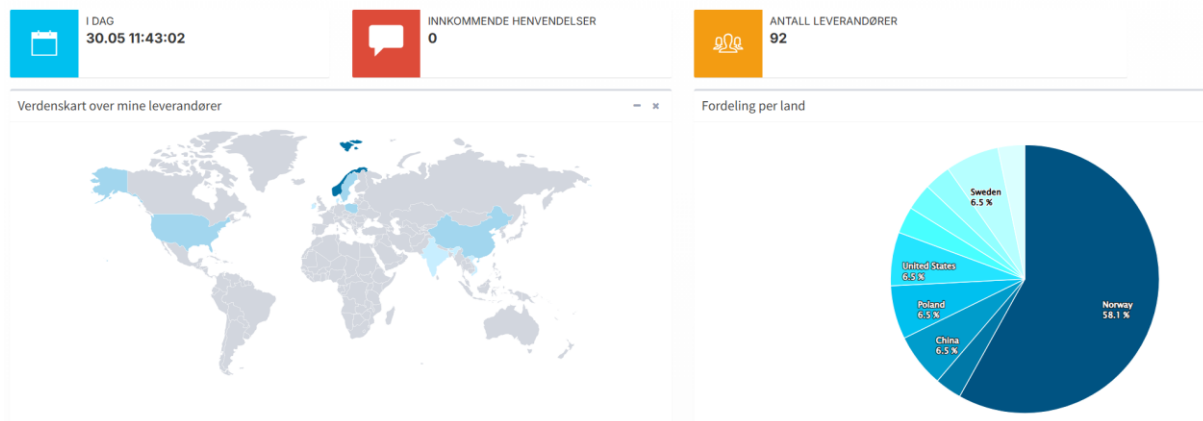 I DAG
30.05 11:43:02
INNKOMMENDE HENVENDELSER
0
ANTALL LEVERANDØRER
92
Verdenskart over mine leverandører
Fordeling per land
Sweden
6.5 %
United States
6.5 %
Poland
6.5 %
China
6.5 %
Norway
58.1 %